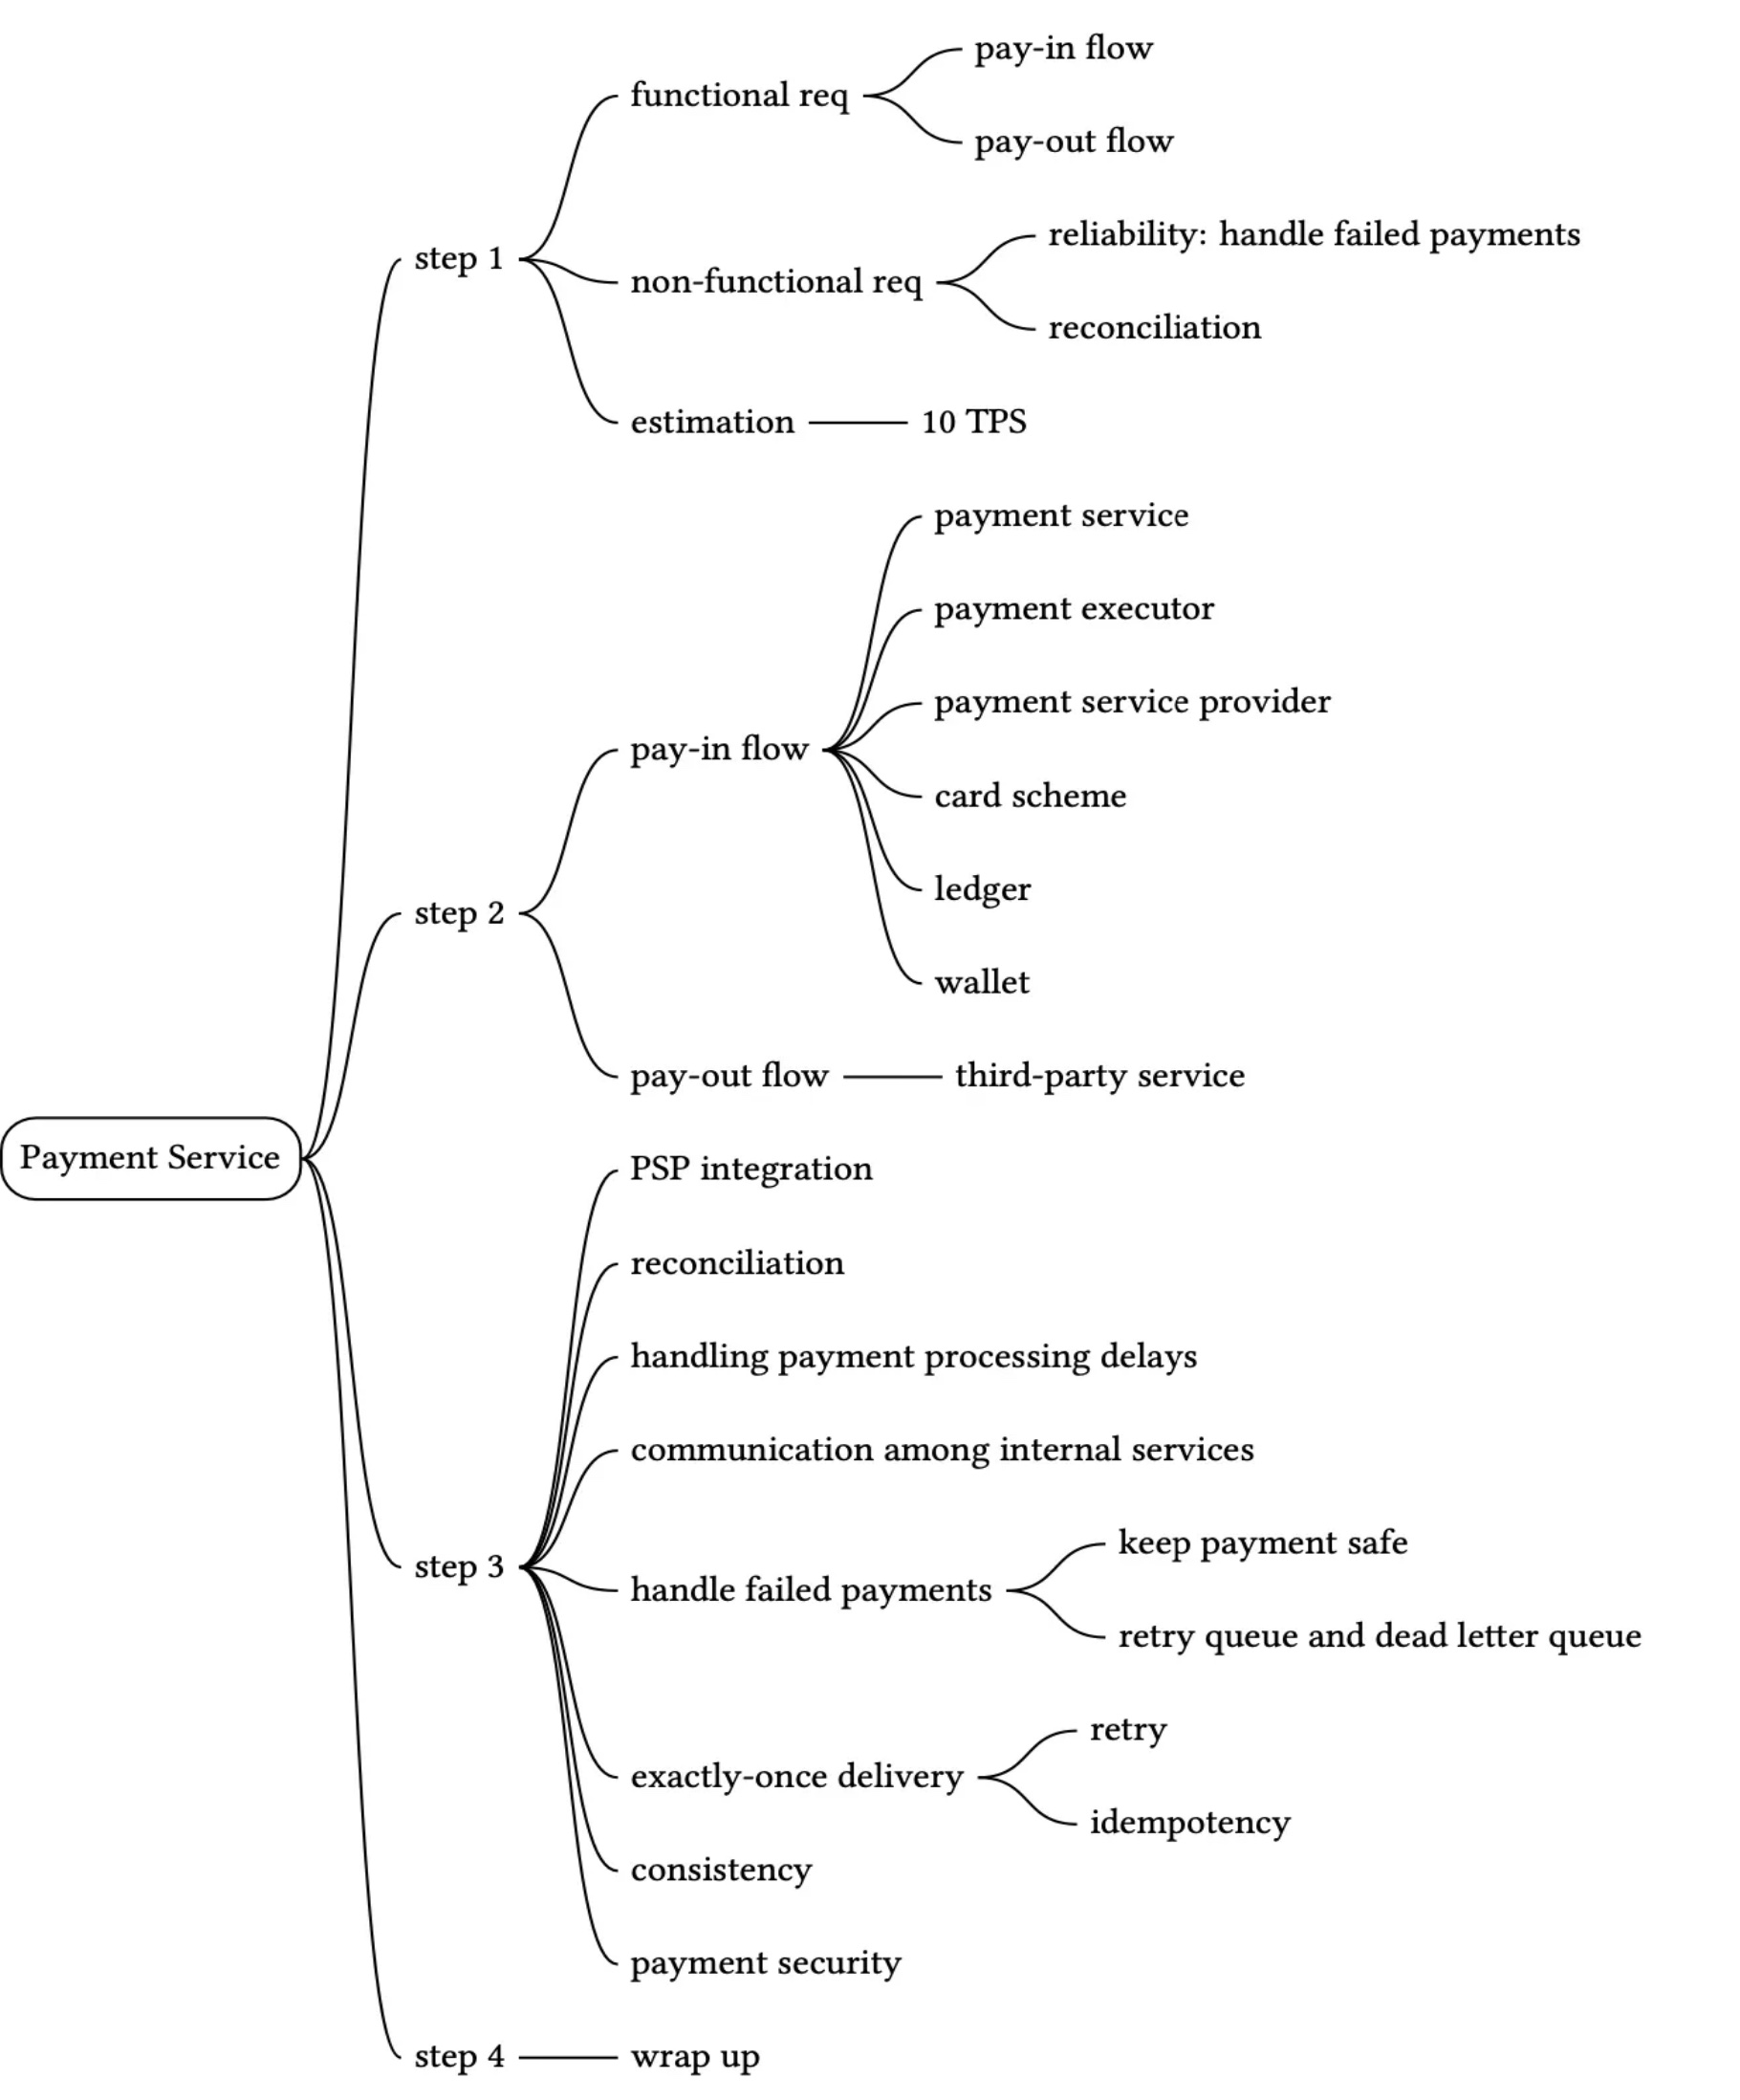 Payment Service
step 1
functional req
pay-in flow
pay-out flow
non-functional req
reliability: handle failed payments
reconciliation
estimation
10 TPS
step 2
pay-in flow
payment service
payment executor
payment service provider
card scheme
ledger
wallet
pay-out flow
third-party service
step 3
PSP integration
reconciliation
handling payment processing delays
communication among internal services
handle failed payments
keep payment safe
retry queue and dead letter queue
exactly-once delivery
retry
idempotency
consistency
payment security
step 4
wrap up